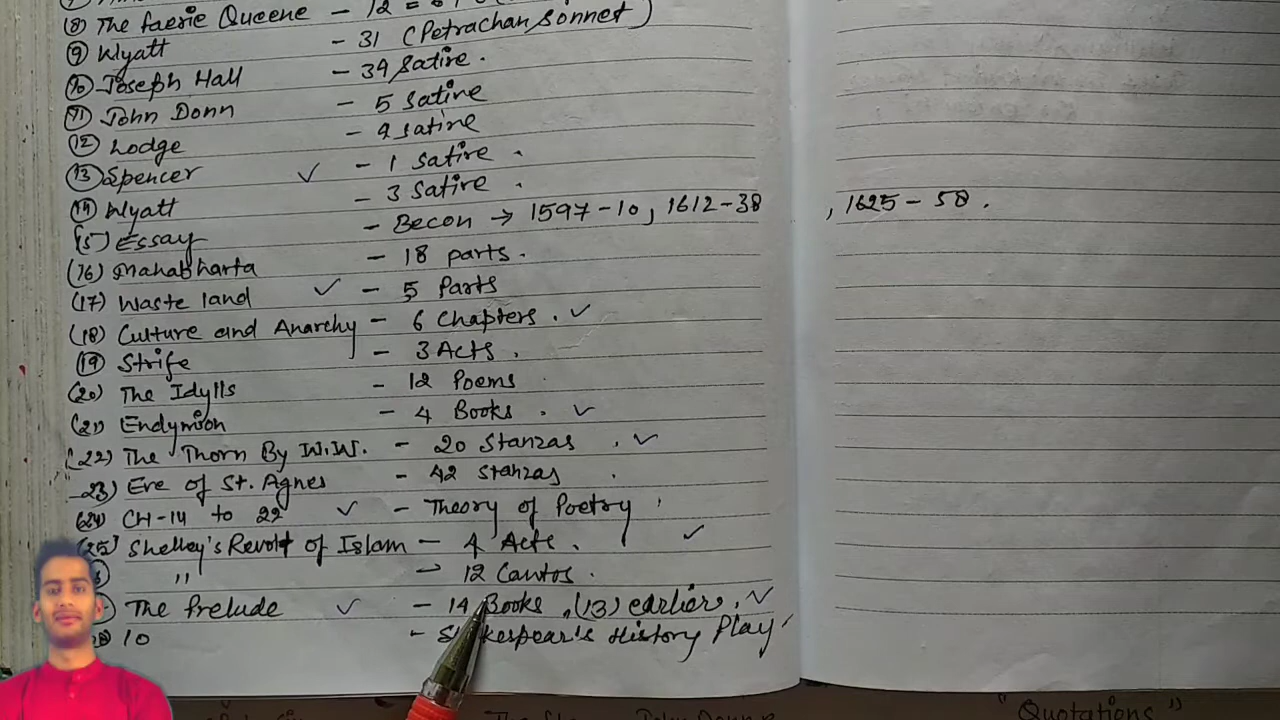 (8) The faerie Queene - 12 =
(9) Wyatt - 31 (Petrachan Sonnet)
(10) Joseph Hall - 34 Satire.
(11) John Donn - 5 Satire
(12) Lodge - 4 Satire
(13) Spencer ✓ - 1 Satire.
(14) Wyatt - 3 Satire.
(15) Essay - Becon → 1597-10, 1612-38, 1625-58.
(16) Mahabharta - 18 parts.
(17) Waste land ✓ - 5 Parts
(18) Culture and Anarchy - 6 Chapters. ✓
(19) Strife - 3 Acts.
(20) The Idylls - 12 Poems
(21) Endymion - 4 Books. ✓
(22) The Thorn By W.W. - 20 Stanzas. ✓
23) Eve of St. Agnes - 42 Stanzas.
(24) CH-14 to 22 ✓ - Theory of Poetry
(25) Shelley's Revolt of Islam - 4 Acts. ✓
" - 12 Cantos.
The Prelude ✓ - 14 Books, (13) earlier. ✓
10 - History Play
"Quotations"